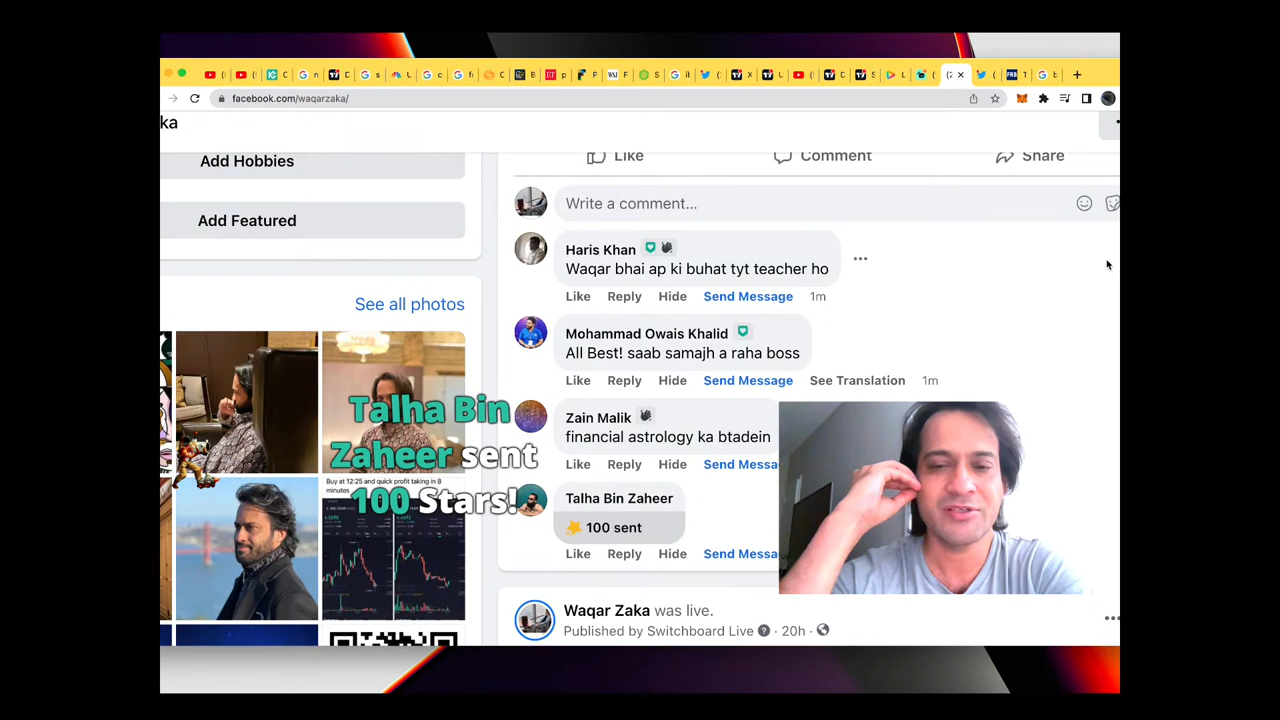 facebook.com/waqarzaka/
ka
Add Hobbies
Add Featured
See all photos
Buy at 12:25 and quick profit taking in 8
minutes
Talha Bin
Zaheer sent
100 Stars!
Like Comment Share
Write a comment...
Haris Khan
Waqar bhai ap ki buhat tyt teacher ho
Like Reply Hide Send Message 1m
Mohammad Owais Khalid
All Best! saab samajh a raha boss
Like Reply Hide Send Message See Translation 1m
Zain Malik
financial astrology ka btadein
Like Reply Hide Send Messa
Talha Bin Zaheer
100 sent
Like Reply Hide Send Messa
Waqar Zaka was live.
Published by Switchboard Live · 20h ·